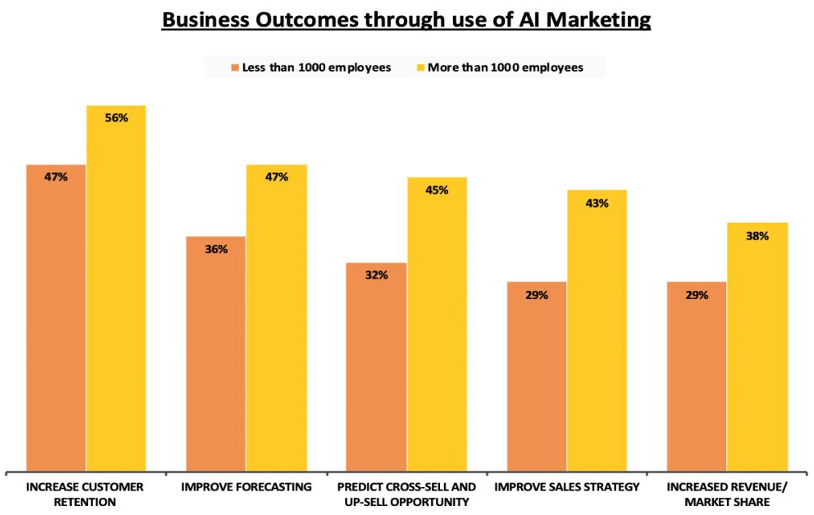 Business Outcomes through use of AI Marketing
Less than 1000 employees
More than 1000 employees
47%
56%
36%
47%
32%
45%
29%
43%
29%
38%
INCREASE CUSTOMER
RETENTION
IMPROVE FORECASTING
PREDICT CROSS-SELL AND
UP-SELL OPPORTUNITY
IMPROVE SALES STRATEGY
INCREASED REVENUE/
MARKET SHARE